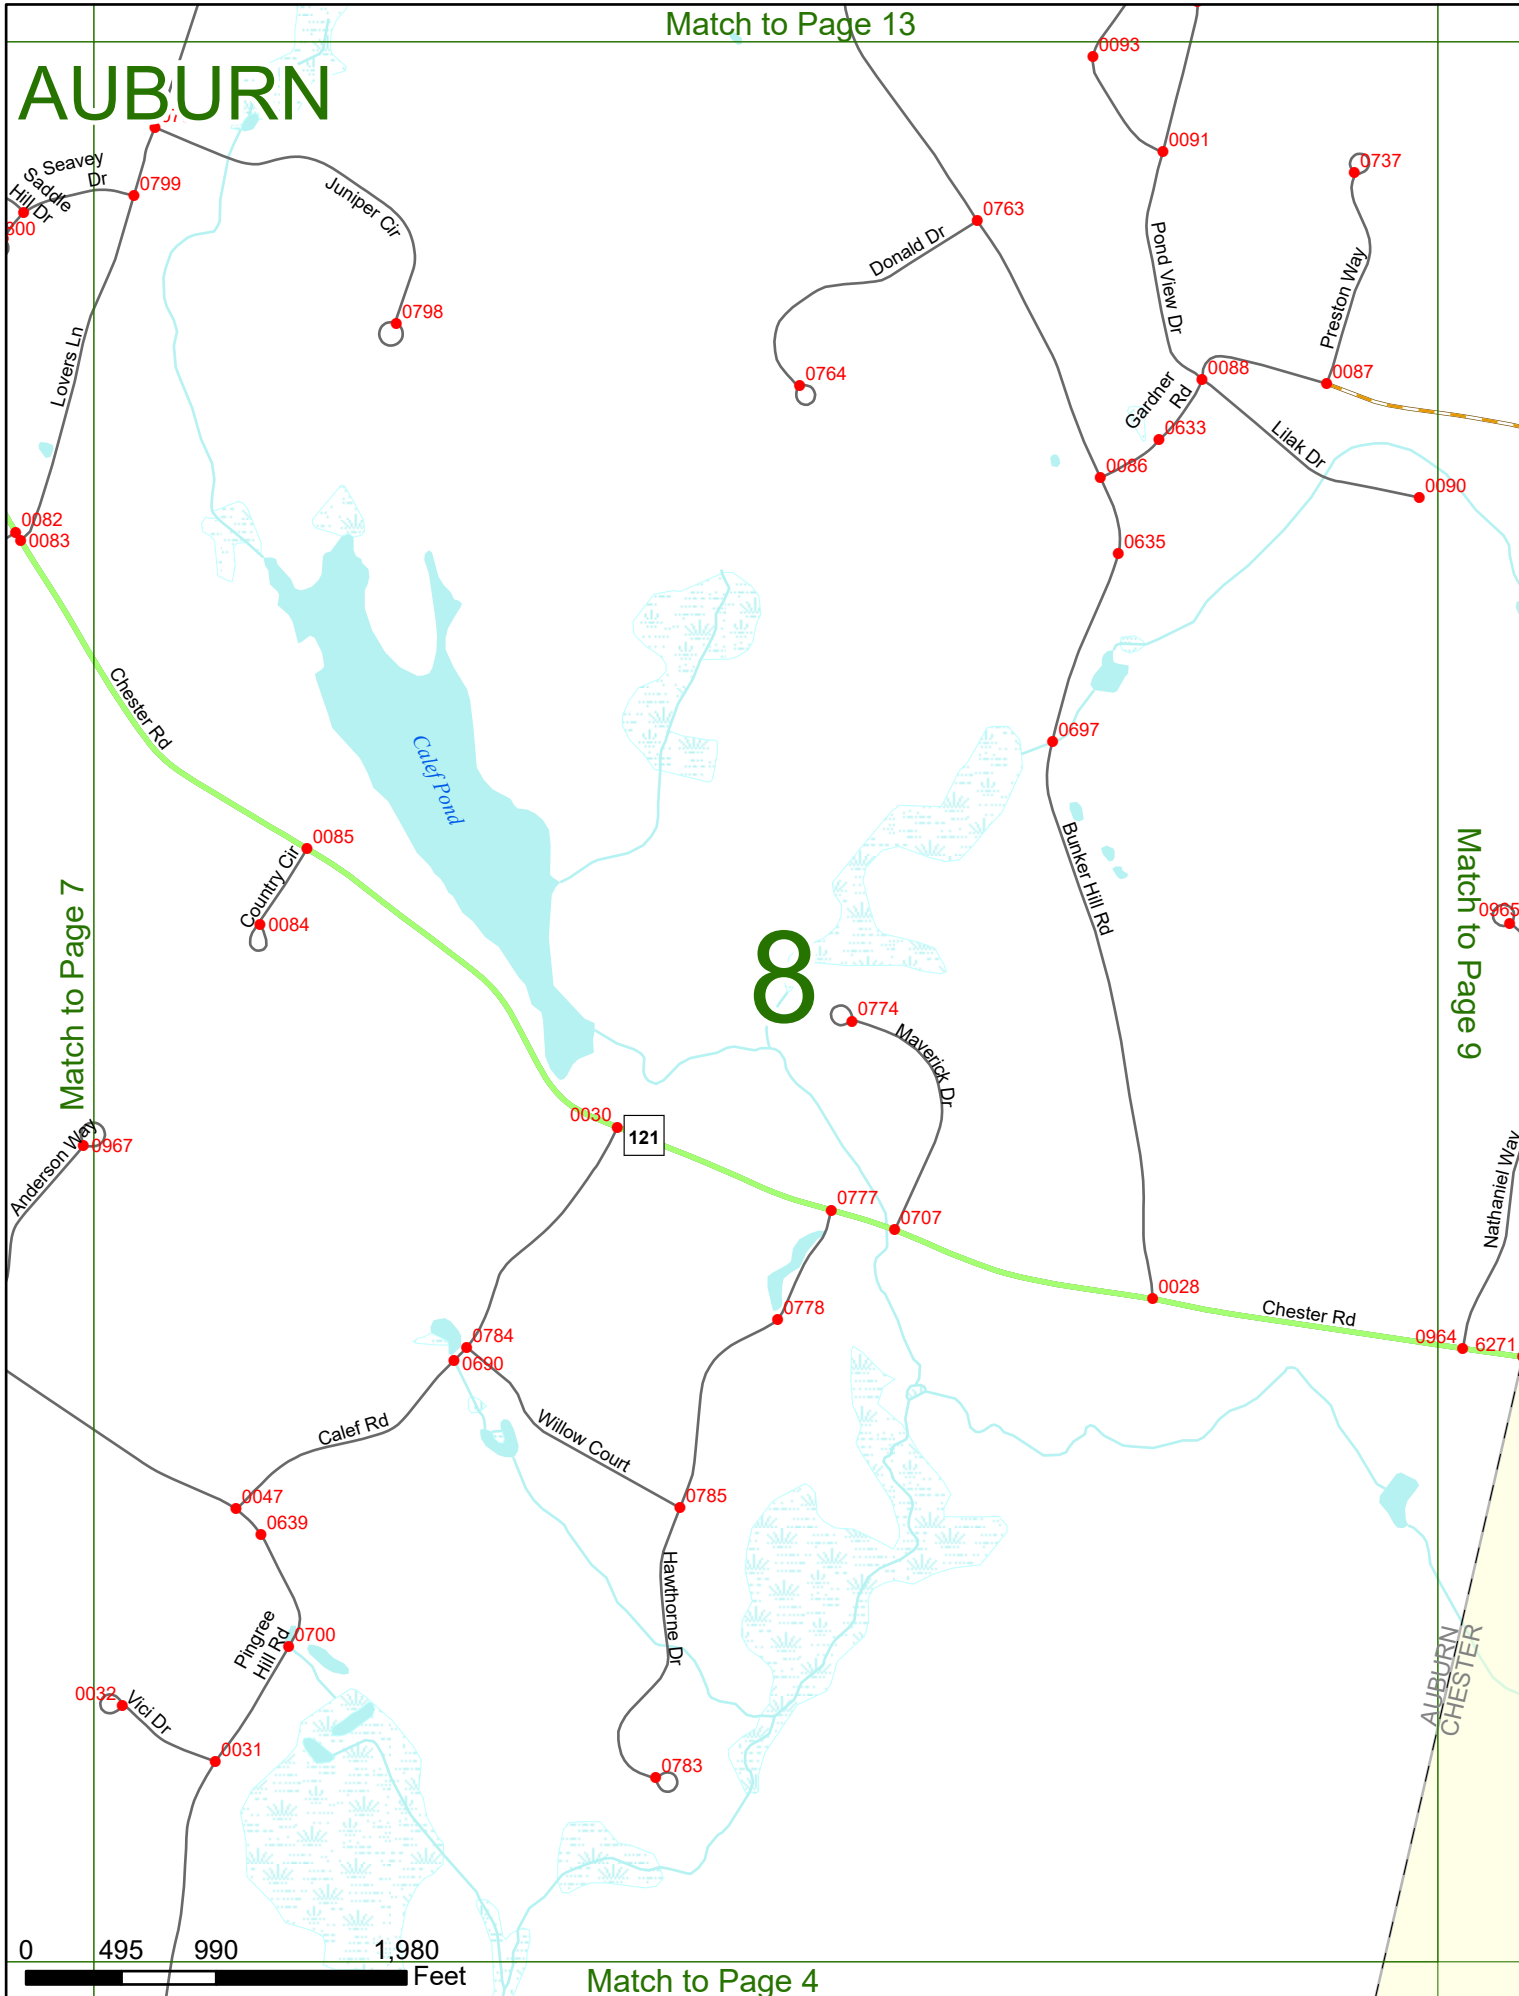 Match to Page 13
AUBURN
0093
0091
0737
S Seavey
Dr
Saddle
Hill Dr
0799
Juniper Cir
0763
Donald Dr
Pond View Dr
Preston Way
0798
Lovers Ln
0764
0088
0087
Gardner
Rd
0633
Lilak Dr
0086
0090
0082
0083
0635
Chester Rd
Calef Pond
0697
0085
Country Cir
0084
Bunker Hill Rd
Match to Page 7
Match to Page 9
0965
8
0774
Maverick Dr
0030
121
Anderson Way
0967
0777
0707
Nathaniel Way
0028
Chester Rd
0964
6271
0778
0784
0690
Calef Rd
Willow Court
0047
0785
0639
Hawthorne Dr
Pingree
Hill Rd
0700
0032
Vici Dr
0031
0783
AUBURN
CHESTER
0 495 990 1,980
Feet
Match to Page 4